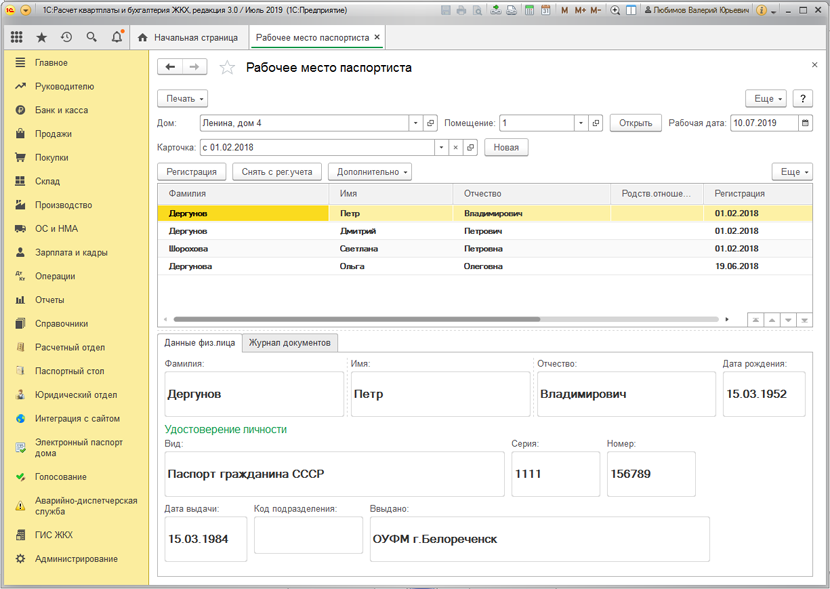 1С:Расчет квартплаты и бухгалтерия ЖКХ, редакция 3.0 / Июль 2019 (1С:Предприятие)
M M+ M- Любимов Валерий Юрьевич
Начальная страница Рабочее место паспортиста ×
Главное
Руководителю
Банк и касса
Продажи
Покупки
Склад
Производство
ОС и НМА
Зарплата и кадры
Операции
Отчеты
Справочники
Расчетный отдел
Паспортный стол
Юридический отдел
Интеграция с сайтом
Электронный паспорт
дома
Голосование
Аварийно-диспетчерская
служба
ГИС ЖКХ
Администрирование
Рабочее место паспортиста
Печать Еще ?
Дом: Ленина, дом 4 Помещение: 1 Открыть Рабочая дата: 10.07.2019
Карточка: с 01.02.2018 Новая
Регистрация Снять с рег.учета Дополнительно Еще
Фамилия Имя Отчество Родств.отноше... Регистрация
Дергунов Петр Владимирович 01.02.2018
Дергунов Дмитрий Петрович 01.02.2018
Шорохова Светлана Петровна 01.02.2018
Дергунова Ольга Олеговна 19.06.2018
Данные физ.лица Журнал документов
Фамилия: Имя: Отчество: Дата рождения:
Дергунов Петр Владимирович 15.03.1952
Удостоверение личности
Вид: Серия: Номер:
Паспорт гражданина СССР 1111 156789
Дата выдачи: Код подразделения: Ввыдано:
15.03.1984 ОУФМ г.Белореченск